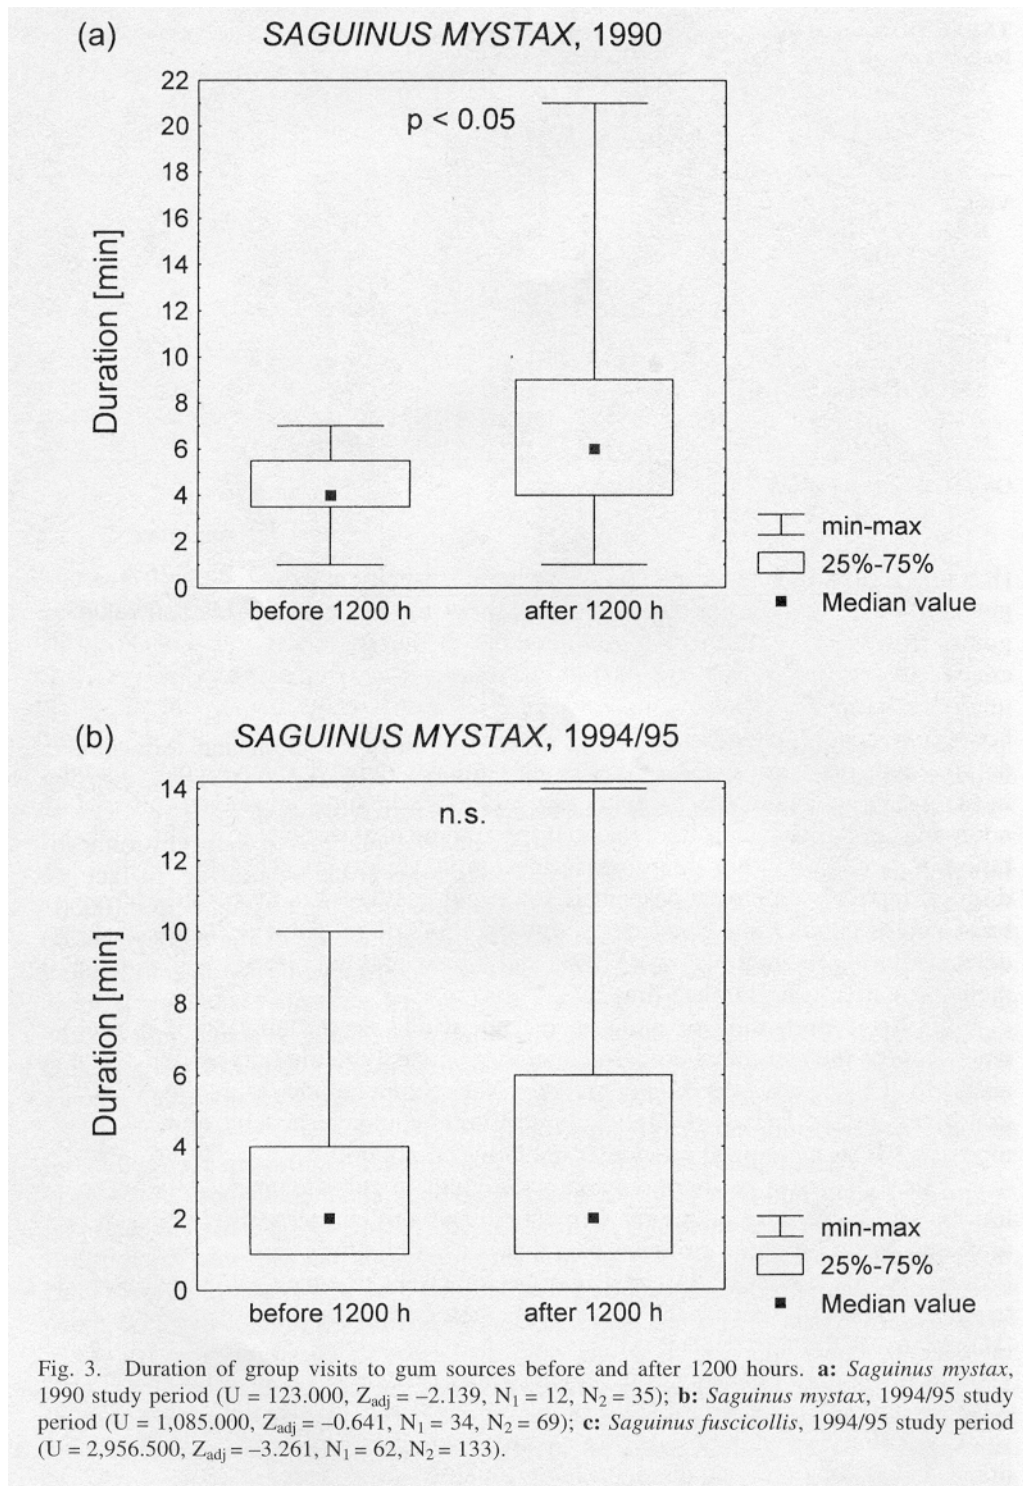 (a) SAGUINUS MYSTAX, 1990
22
20
18
16
14
12
10
8
6
4
2
0
Duration [min]
p < 0.05
before 1200 h after 1200 h
min-max
25%-75%
Median value
(b) SAGUINUS MYSTAX, 1994/95
14
12
10
8
6
4
2
0
Duration [min]
n.s.
before 1200 h after 1200 h
min-max
25%-75%
Median value
Fig. 3. Duration of group visits to gum sources before and after 1200 hours. a: Saguinus mystax,
1990 study period (U = 123.000, Zadj = –2.139, N1 = 12, N2 = 35); b: Saguinus mystax, 1994/95 study
period (U = 1,085.000, Zadj = –0.641, N1 = 34, N2 = 69); c: Saguinus fuscicollis, 1994/95 study period
(U = 2,956.500, Zadj = –3.261, N1 = 62, N2 = 133).